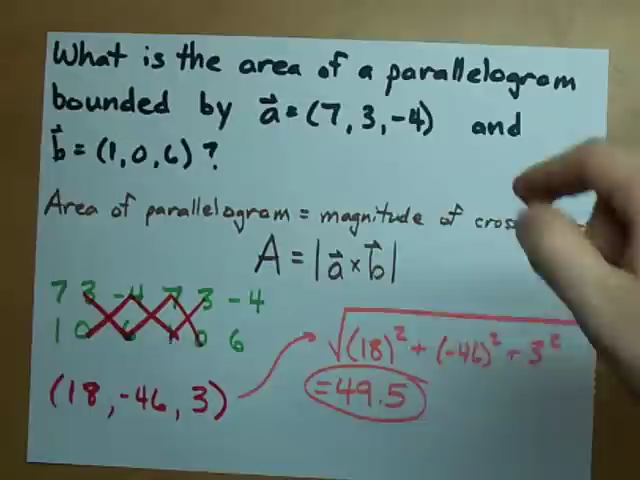 What is the area of a parallelogram
bounded by a⃗ = (7, 3, -4) and
b⃗ = (1, 0, 6) ?
Area of parallelogram = magnitude of cros
A = |a⃗ × b⃗|
7 3 -4 7 3 -4
1 0 6 1 0 6
√(18)² + (-46)² + 3²
(18, -46, 3)
= 49.5